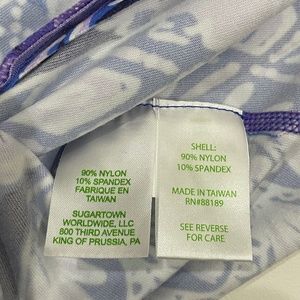 90% NYLON
10% SPANDEX
FABRIQUE EN
TAIWAN
SUGARTOWN
WORLDWIDE, LLC
800 THIRD AVENUE
KING OF PRUSSIA, PA
SHELL:
90% NYLON
10% SPANDEX
MADE IN TAIWAN
RN#88189
SEE REVERSE
FOR CARE